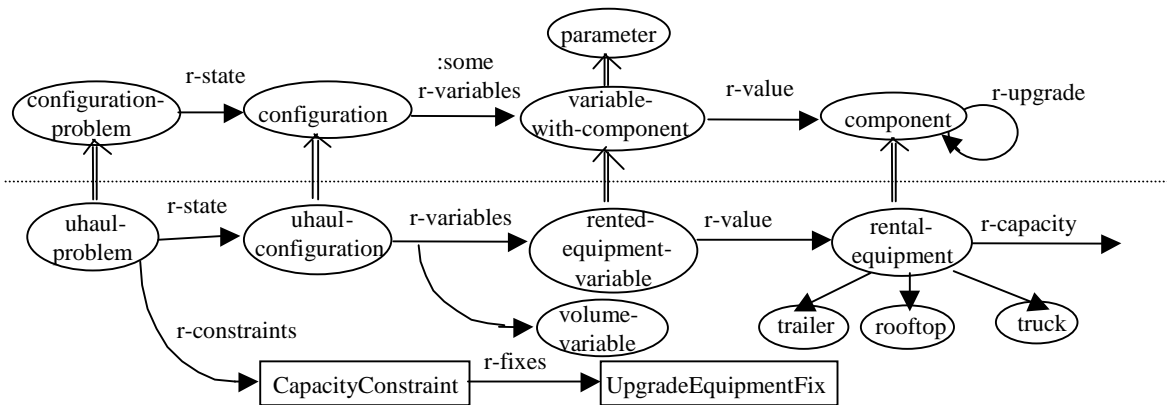 parameter
:some
r-state
r-variables
r-value
r-upgrade
configuration-
problem
configuration
variable-
with-component
component
r-state
r-variables
r-value
r-capacity
uhaul-
problem
uhaul-
configuration
rented-
equipment-
variable
rental-
equipment
r-constraints
volume-
variable
trailer
rooftop
truck
r-fixes
CapacityConstraint
UpgradeEquipmentFix